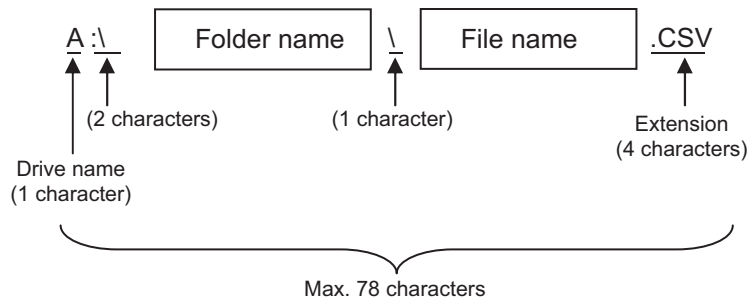 A :\ Folder name \ File name .CSV
(2 characters) (1 character) Extension
(4 characters)
Drive name
(1 character)
Max. 78 characters